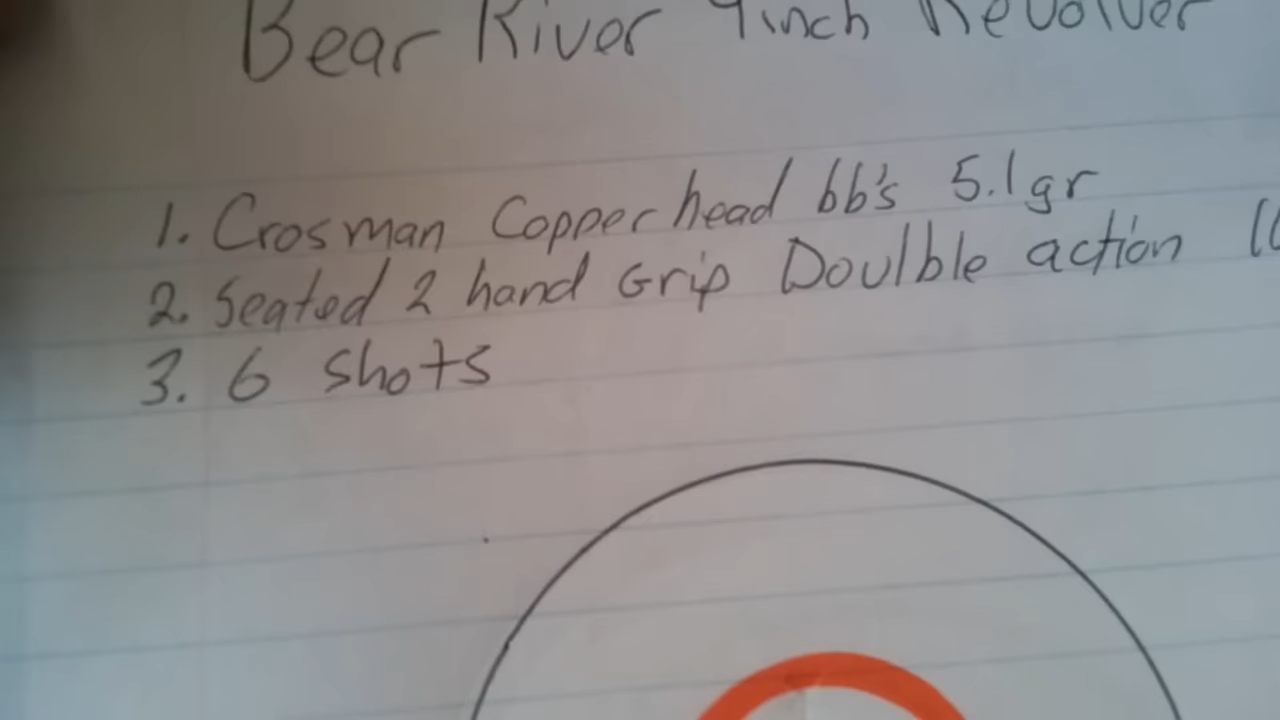 Bear River 4inch Revolver
1. Crosman Copperhead bb's 5.1gr
2. Seated 2 hand Grip Doulble action
3. 6 shots